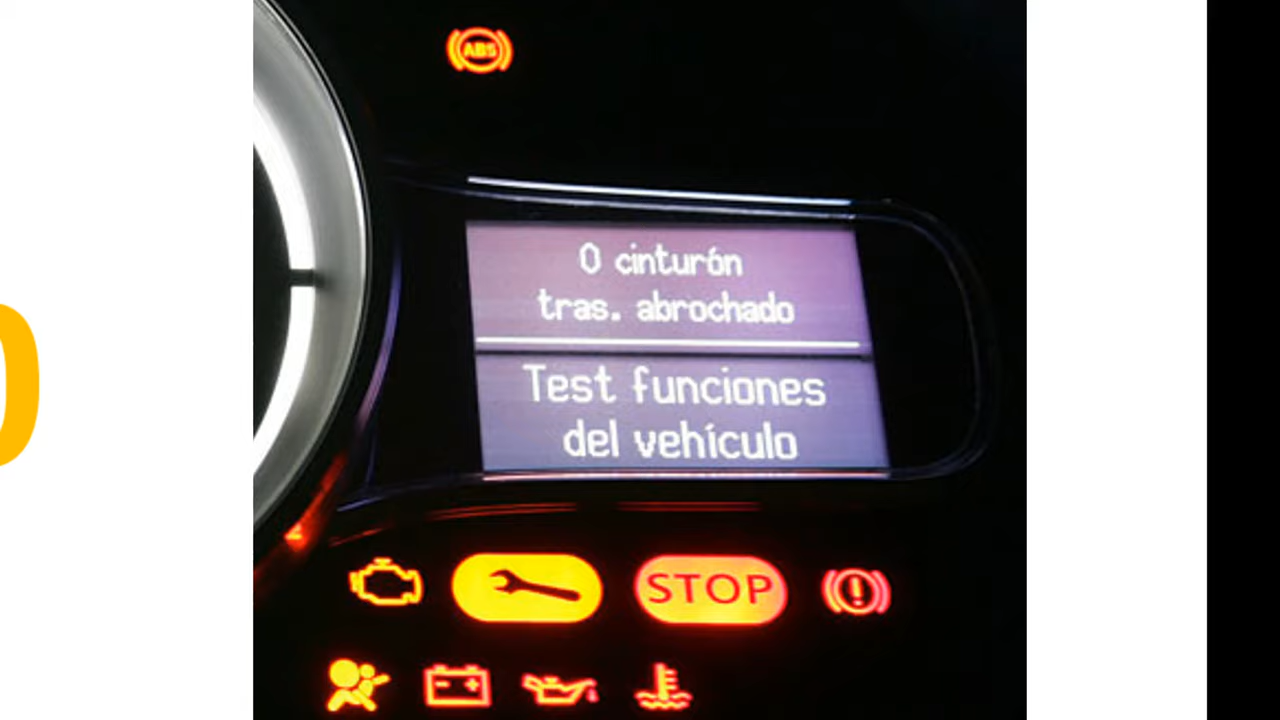 ABS
0 cinturón
tras. abrochado
Test funciones
del vehículo
STOP